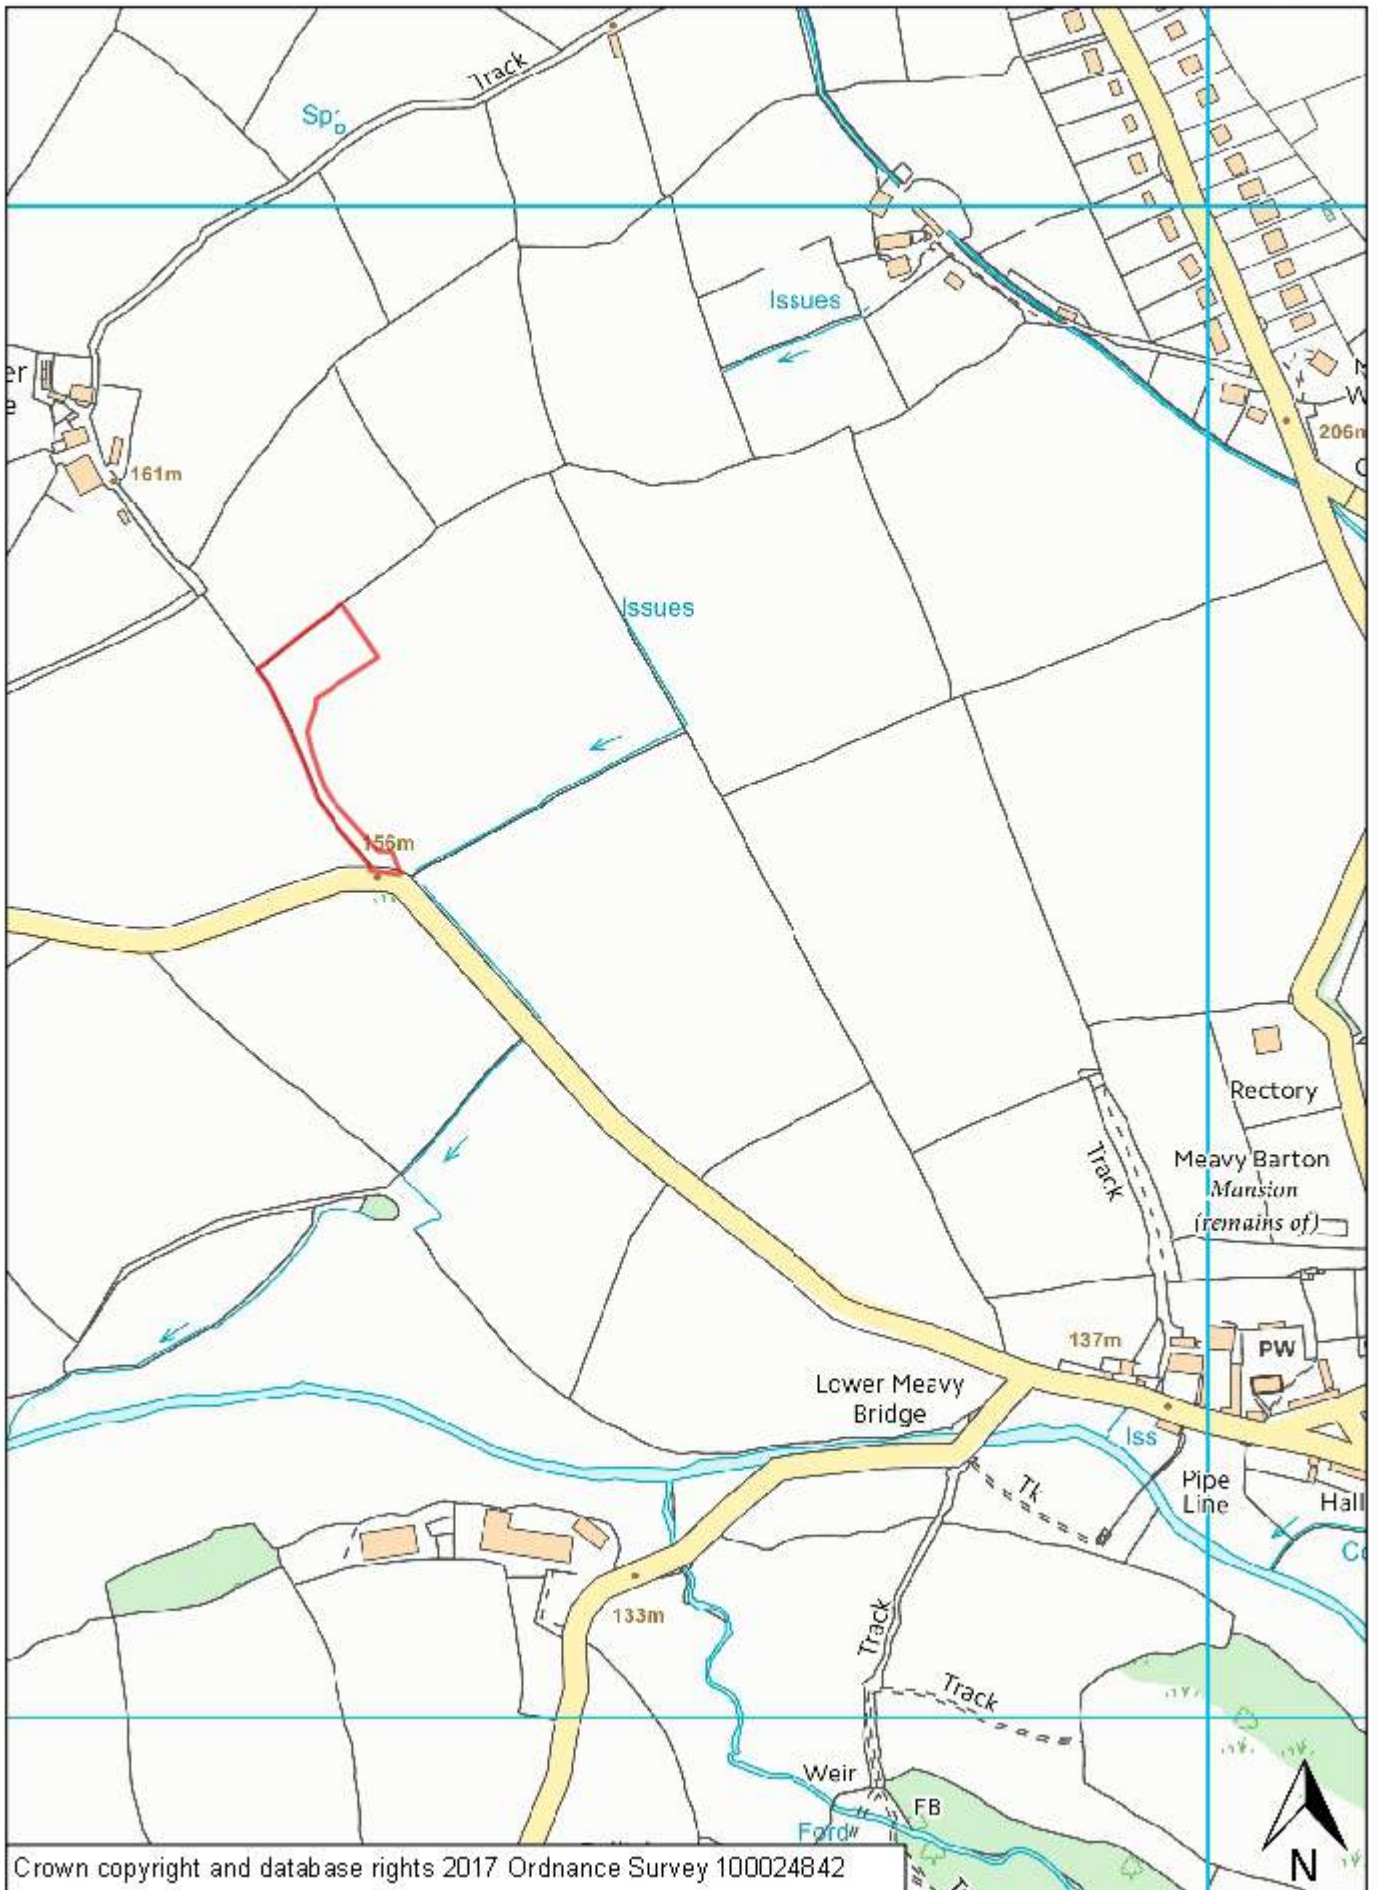 Track
Spr
Issues
er
e
206m
161m
Issues
156m
Rectory
Track
Meavy Barton
Mansion
(remains of)
137m
PW
Lower Meavy
Bridge
Iss
Tk
Pipe
Line
Hall
133m
Track
Track
Weir
FB
Ford
N
Crown copyright and database rights 2017 Ordnance Survey 100024842